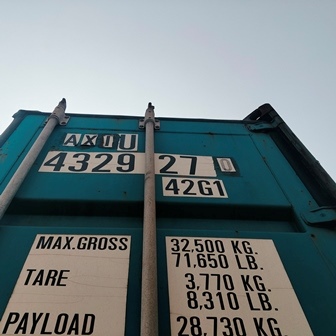 AXIU
4329 27 0
42G1
MAX.GROSS 32,500 KG.
71,650 LB.
TARE 3,770 KG.
8,310 LB.
PAYLOAD 28,730 KG.